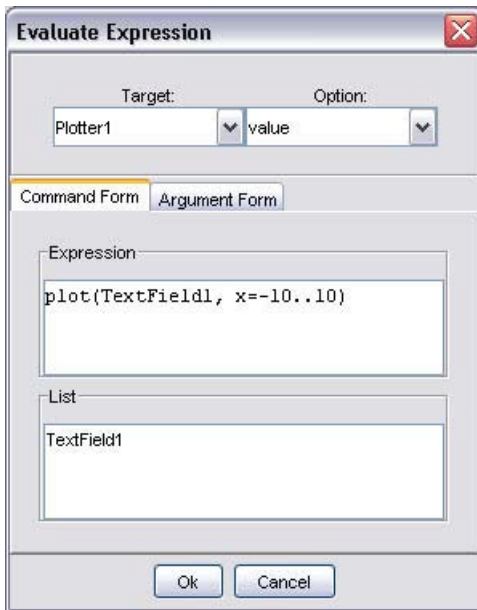 Evaluate Expression
Target: Option:
Plotter1 value
Command Form Argument Form
Expression
plot(TextField1, x=-10..10)
List
TextField1
Ok Cancel